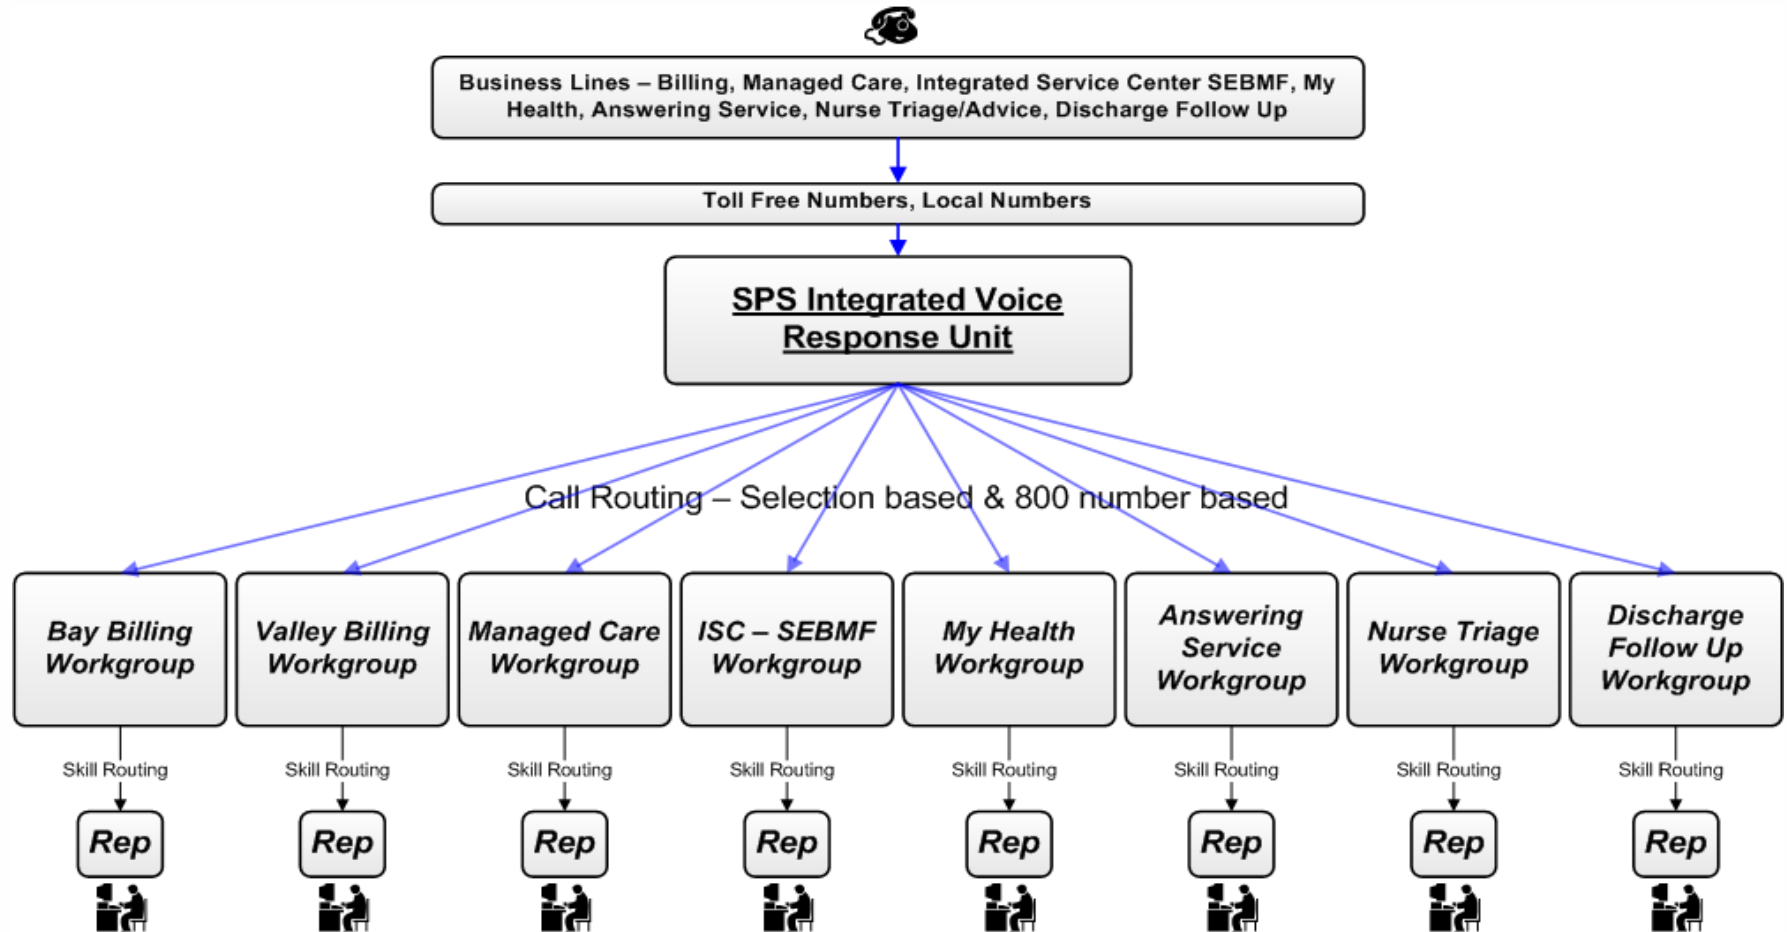 Business Lines – Billing, Managed Care, Integrated Service Center SEBMF, My
Health, Answering Service, Nurse Triage/Advice, Discharge Follow Up
Toll Free Numbers, Local Numbers
SPS Integrated Voice
Response Unit
Call Routing – Selection based & 800 number based
Bay Billing
Workgroup
Valley Billing
Workgroup
Managed Care
Workgroup
ISC – SEBMF
Workgroup
My Health
Workgroup
Answering
Service
Workgroup
Nurse Triage
Workgroup
Discharge
Follow Up
Workgroup
Skill Routing
Skill Routing
Skill Routing
Skill Routing
Skill Routing
Skill Routing
Skill Routing
Skill Routing
Rep
Rep
Rep
Rep
Rep
Rep
Rep
Rep